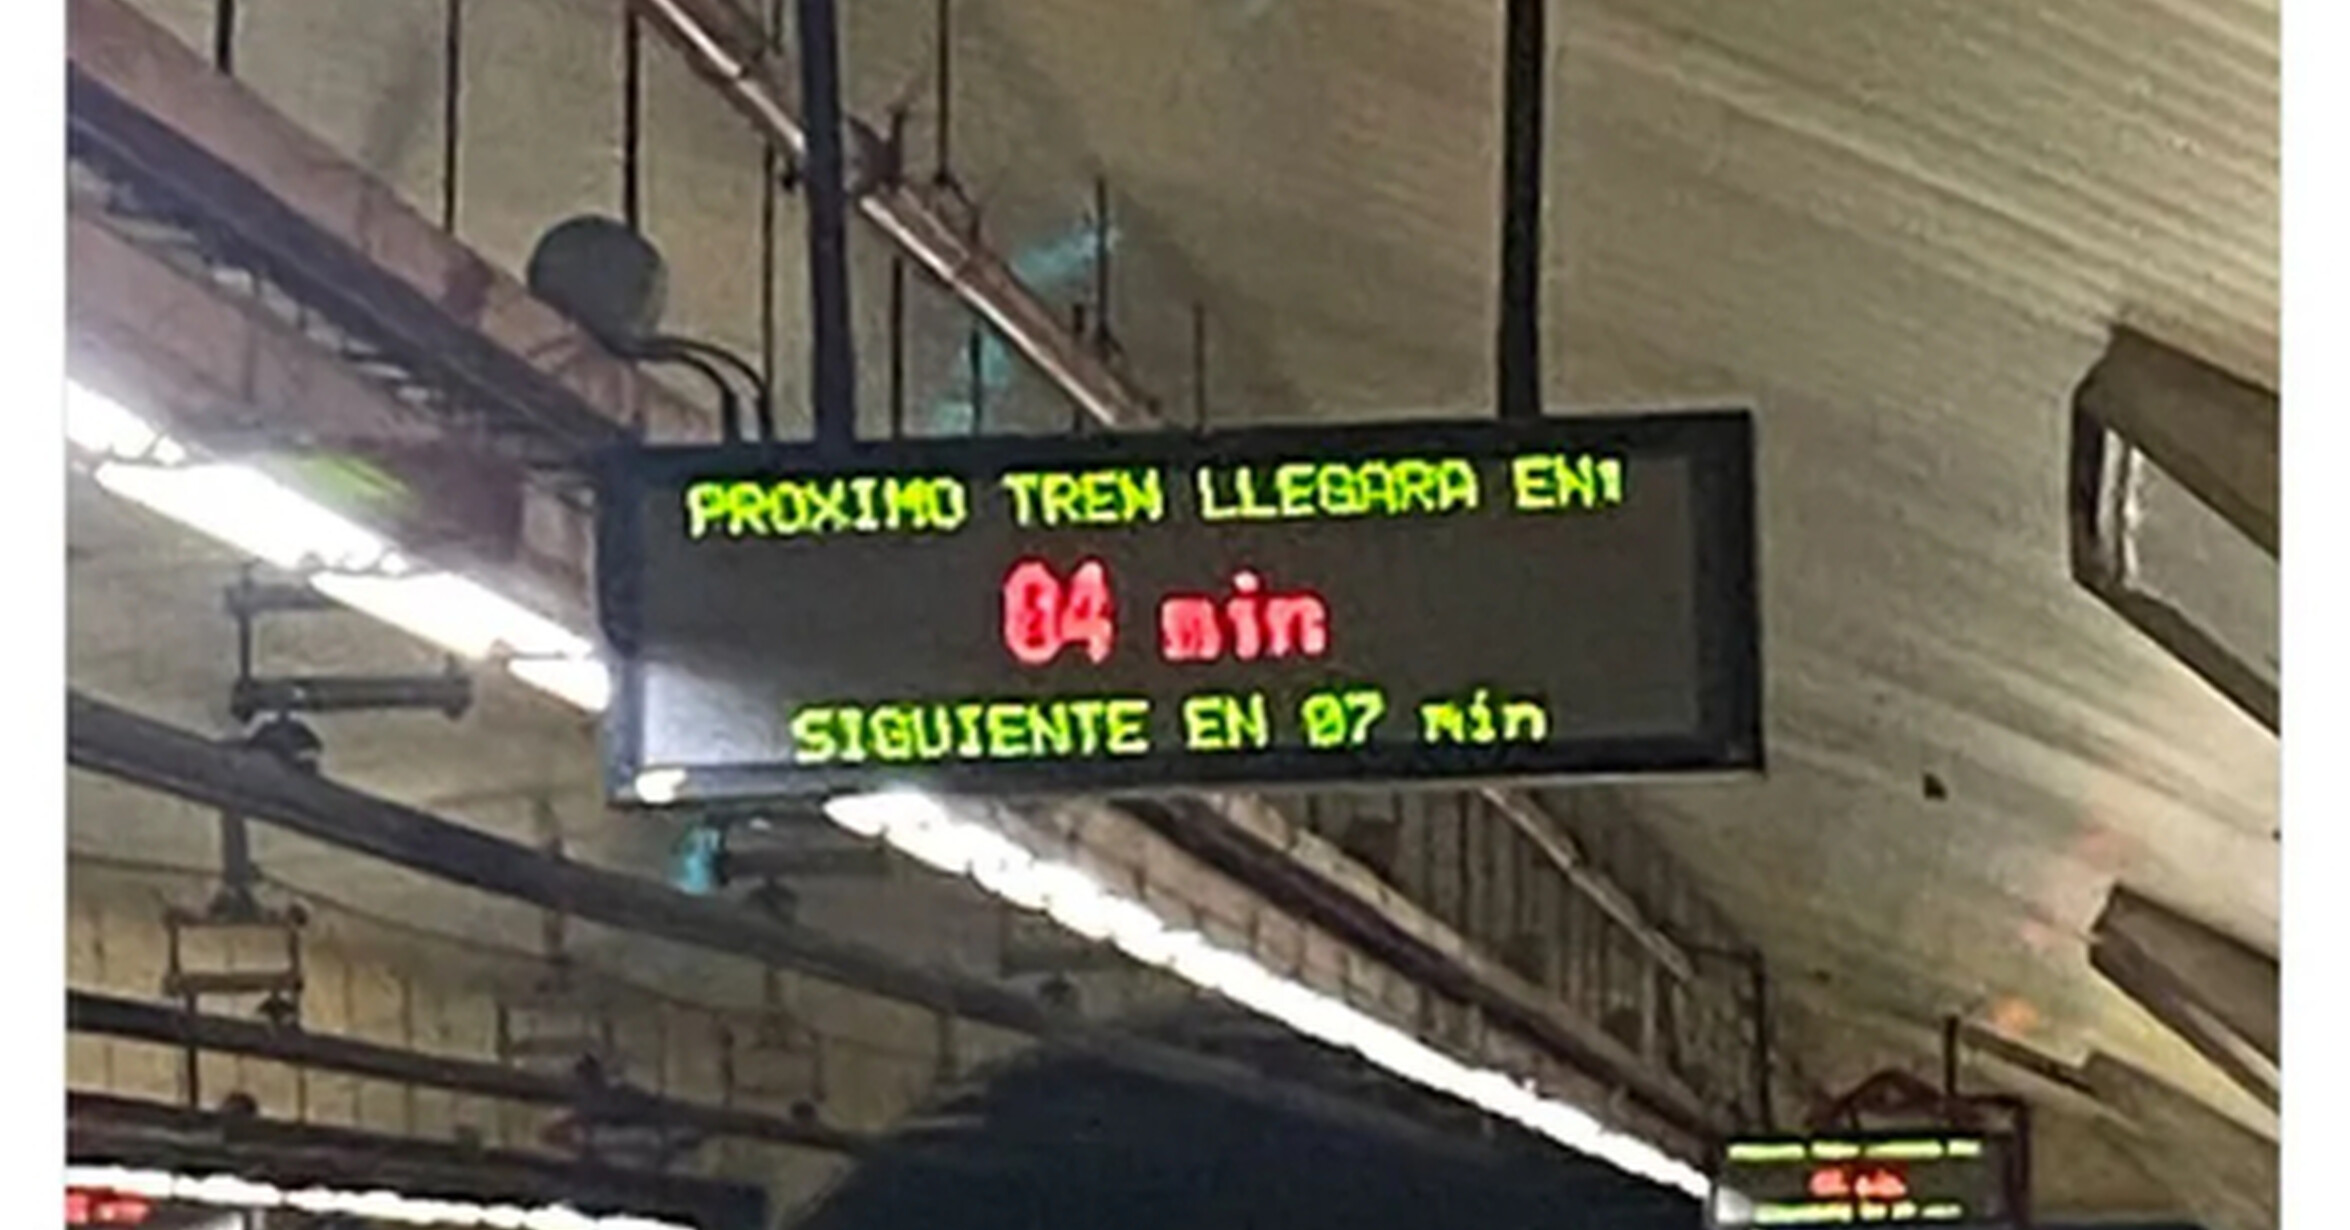 PROXIMO TREN LLEGARA EN:
04 min
SIGUIENTE EN 07 min